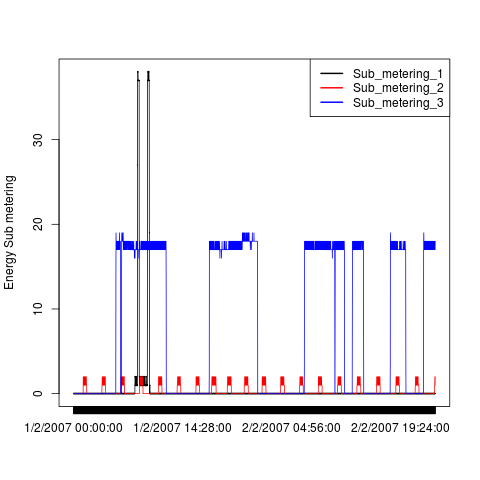 Sub_metering_1
Sub_metering_2
Sub_metering_3
Energy Sub metering
30
20
10
0
1/2/2007 00:00:00 1/2/2007 14:28:00 2/2/2007 04:56:00 2/2/2007 19:24:00